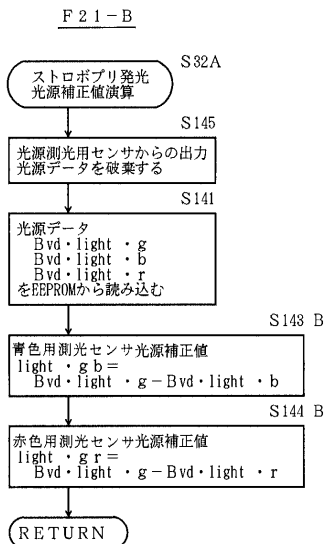 F21-B
S32A
ストロボプリ発光
光源補正値演算
S145
光源測光用センサからの出力
光源データを破棄する
S141
光源データ
Bvd・light・g
Bvd・light・b
Bvd・light・r
をEEPROMから読み込む
S143 B
青色用測光センサ光源補正値
light・gb=
Bvd・light・g-Bvd・light・b
S144 B
赤色用測光センサ光源補正値
light・gr=
Bvd・light・g-Bvd・light・r
RETURN